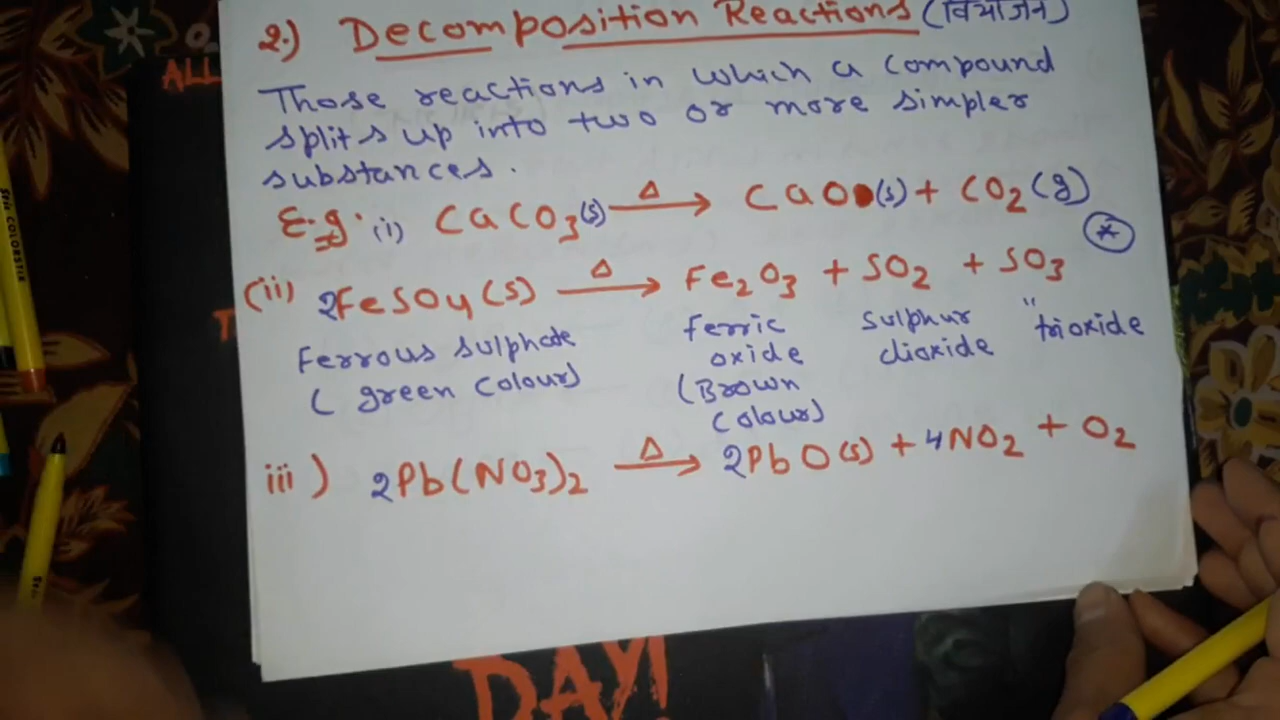 ALL
2.) Decomposition Reactions (वियोजन)
Those reactions in which a compound
splits up into two or more simpler
substances.
E.g. (i) CaCO3(s) —Δ→ CaO(s) + CO2(g)
(ii) 2FeSO4(s) —Δ→ Fe2O3 + SO2 + SO3
Ferrous sulphate ferric sulphur " trioxide
(green colour) oxide dioxide
(Brown
colour)
iii) 2Pb(NO3)2 —Δ→ 2PbO(s) + 4NO2 + O2
DAY!